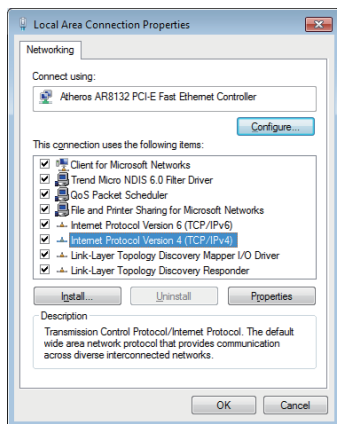 Local Area Connection Properties
Networking
Connect using:
Atheros AR8132 PCI-E Fast Ethernet Controller
Configure...
This connection uses the following items:
Client for Microsoft Networks
Trend Micro NDIS 6.0 Filter Driver
QoS Packet Scheduler
File and Printer Sharing for Microsoft Networks
Internet Protocol Version 6 (TCP/IPv6)
Internet Protocol Version 4 (TCP/IPv4)
Link-Layer Topology Discovery Mapper I/O Driver
Link-Layer Topology Discovery Responder
Install... Uninstall Properties
Description
Transmission Control Protocol/Internet Protocol. The default
wide area network protocol that provides communication
across diverse interconnected networks.
OK Cancel